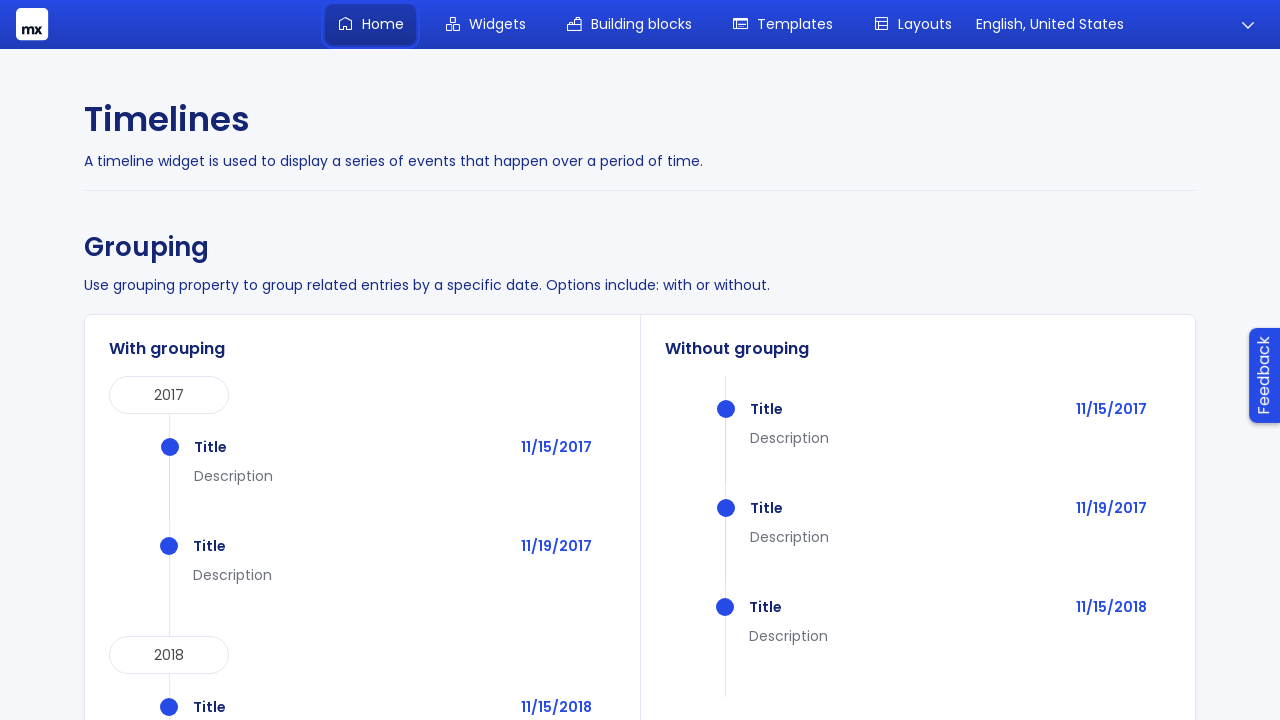 mx
Home
Widgets
Building blocks
Templates
Layouts
English, United States
Timelines
A timeline widget is used to display a series of events that happen over a period of time.
Grouping
Use grouping property to group related entries by a specific date. Options include: with or without.
With grouping
2017
Title
11/15/2017
Description
Title
11/19/2017
Description
2018
Title
11/15/2018
Without grouping
Title
11/15/2017
Description
Title
11/19/2017
Description
Title
11/15/2018
Description
Feedback